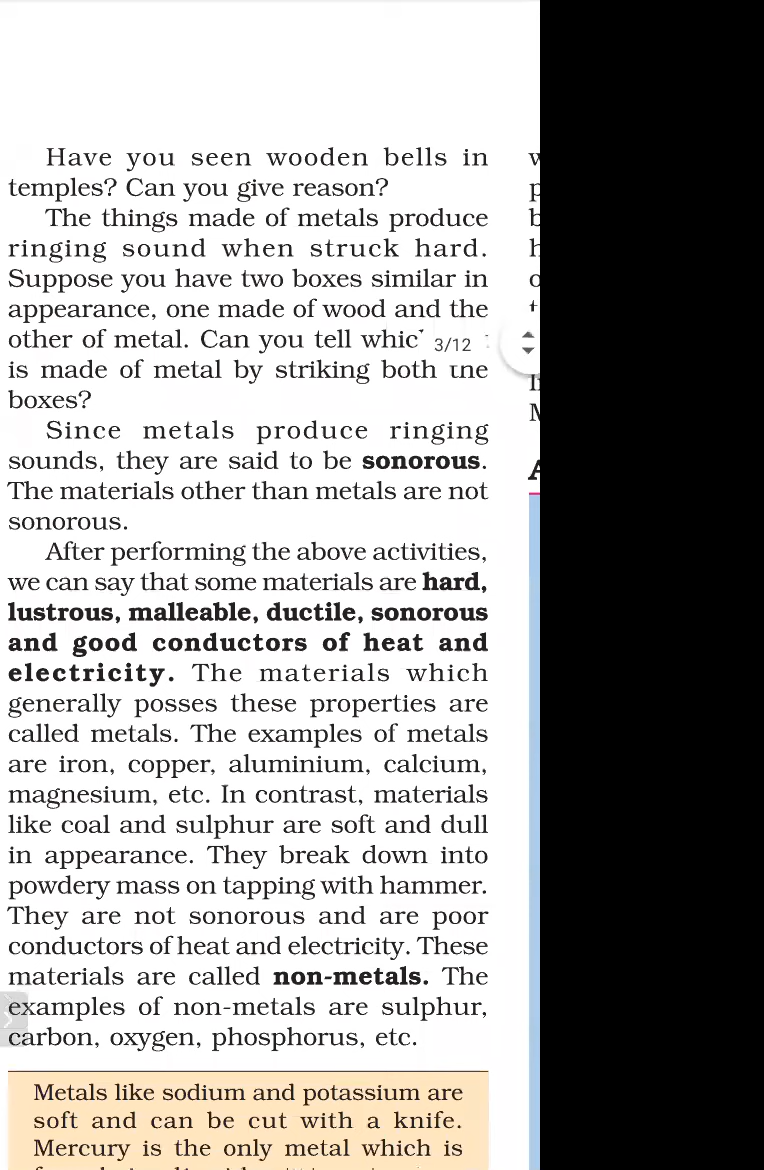 Have you seen wooden bells in
temples? Can you give reason?
The things made of metals produce
ringing sound when struck hard.
Suppose you have two boxes similar in
appearance, one made of wood and the
other of metal. Can you tell
3/12
is made of metal by striking both the
boxes?
Since metals produce ringing
sounds, they are said to be sonorous.
The materials other than metals are not
sonorous.
After performing the above activities,
we can say that some materials are hard,
lustrous, malleable, ductile, sonorous
and good conductors of heat and
electricity. The materials which
generally posses these properties are
called metals. The examples of metals
are iron, copper, aluminium, calcium,
magnesium, etc. In contrast, materials
like coal and sulphur are soft and dull
in appearance. They break down into
powdery mass on tapping with hammer.
They are not sonorous and are poor
conductors of heat and electricity. These
materials are called non-metals. The
examples of non-metals are sulphur,
carbon, oxygen, phosphorus, etc.
Metals like sodium and potassium are
soft and can be cut with a knife.
Mercury is the only metal which is